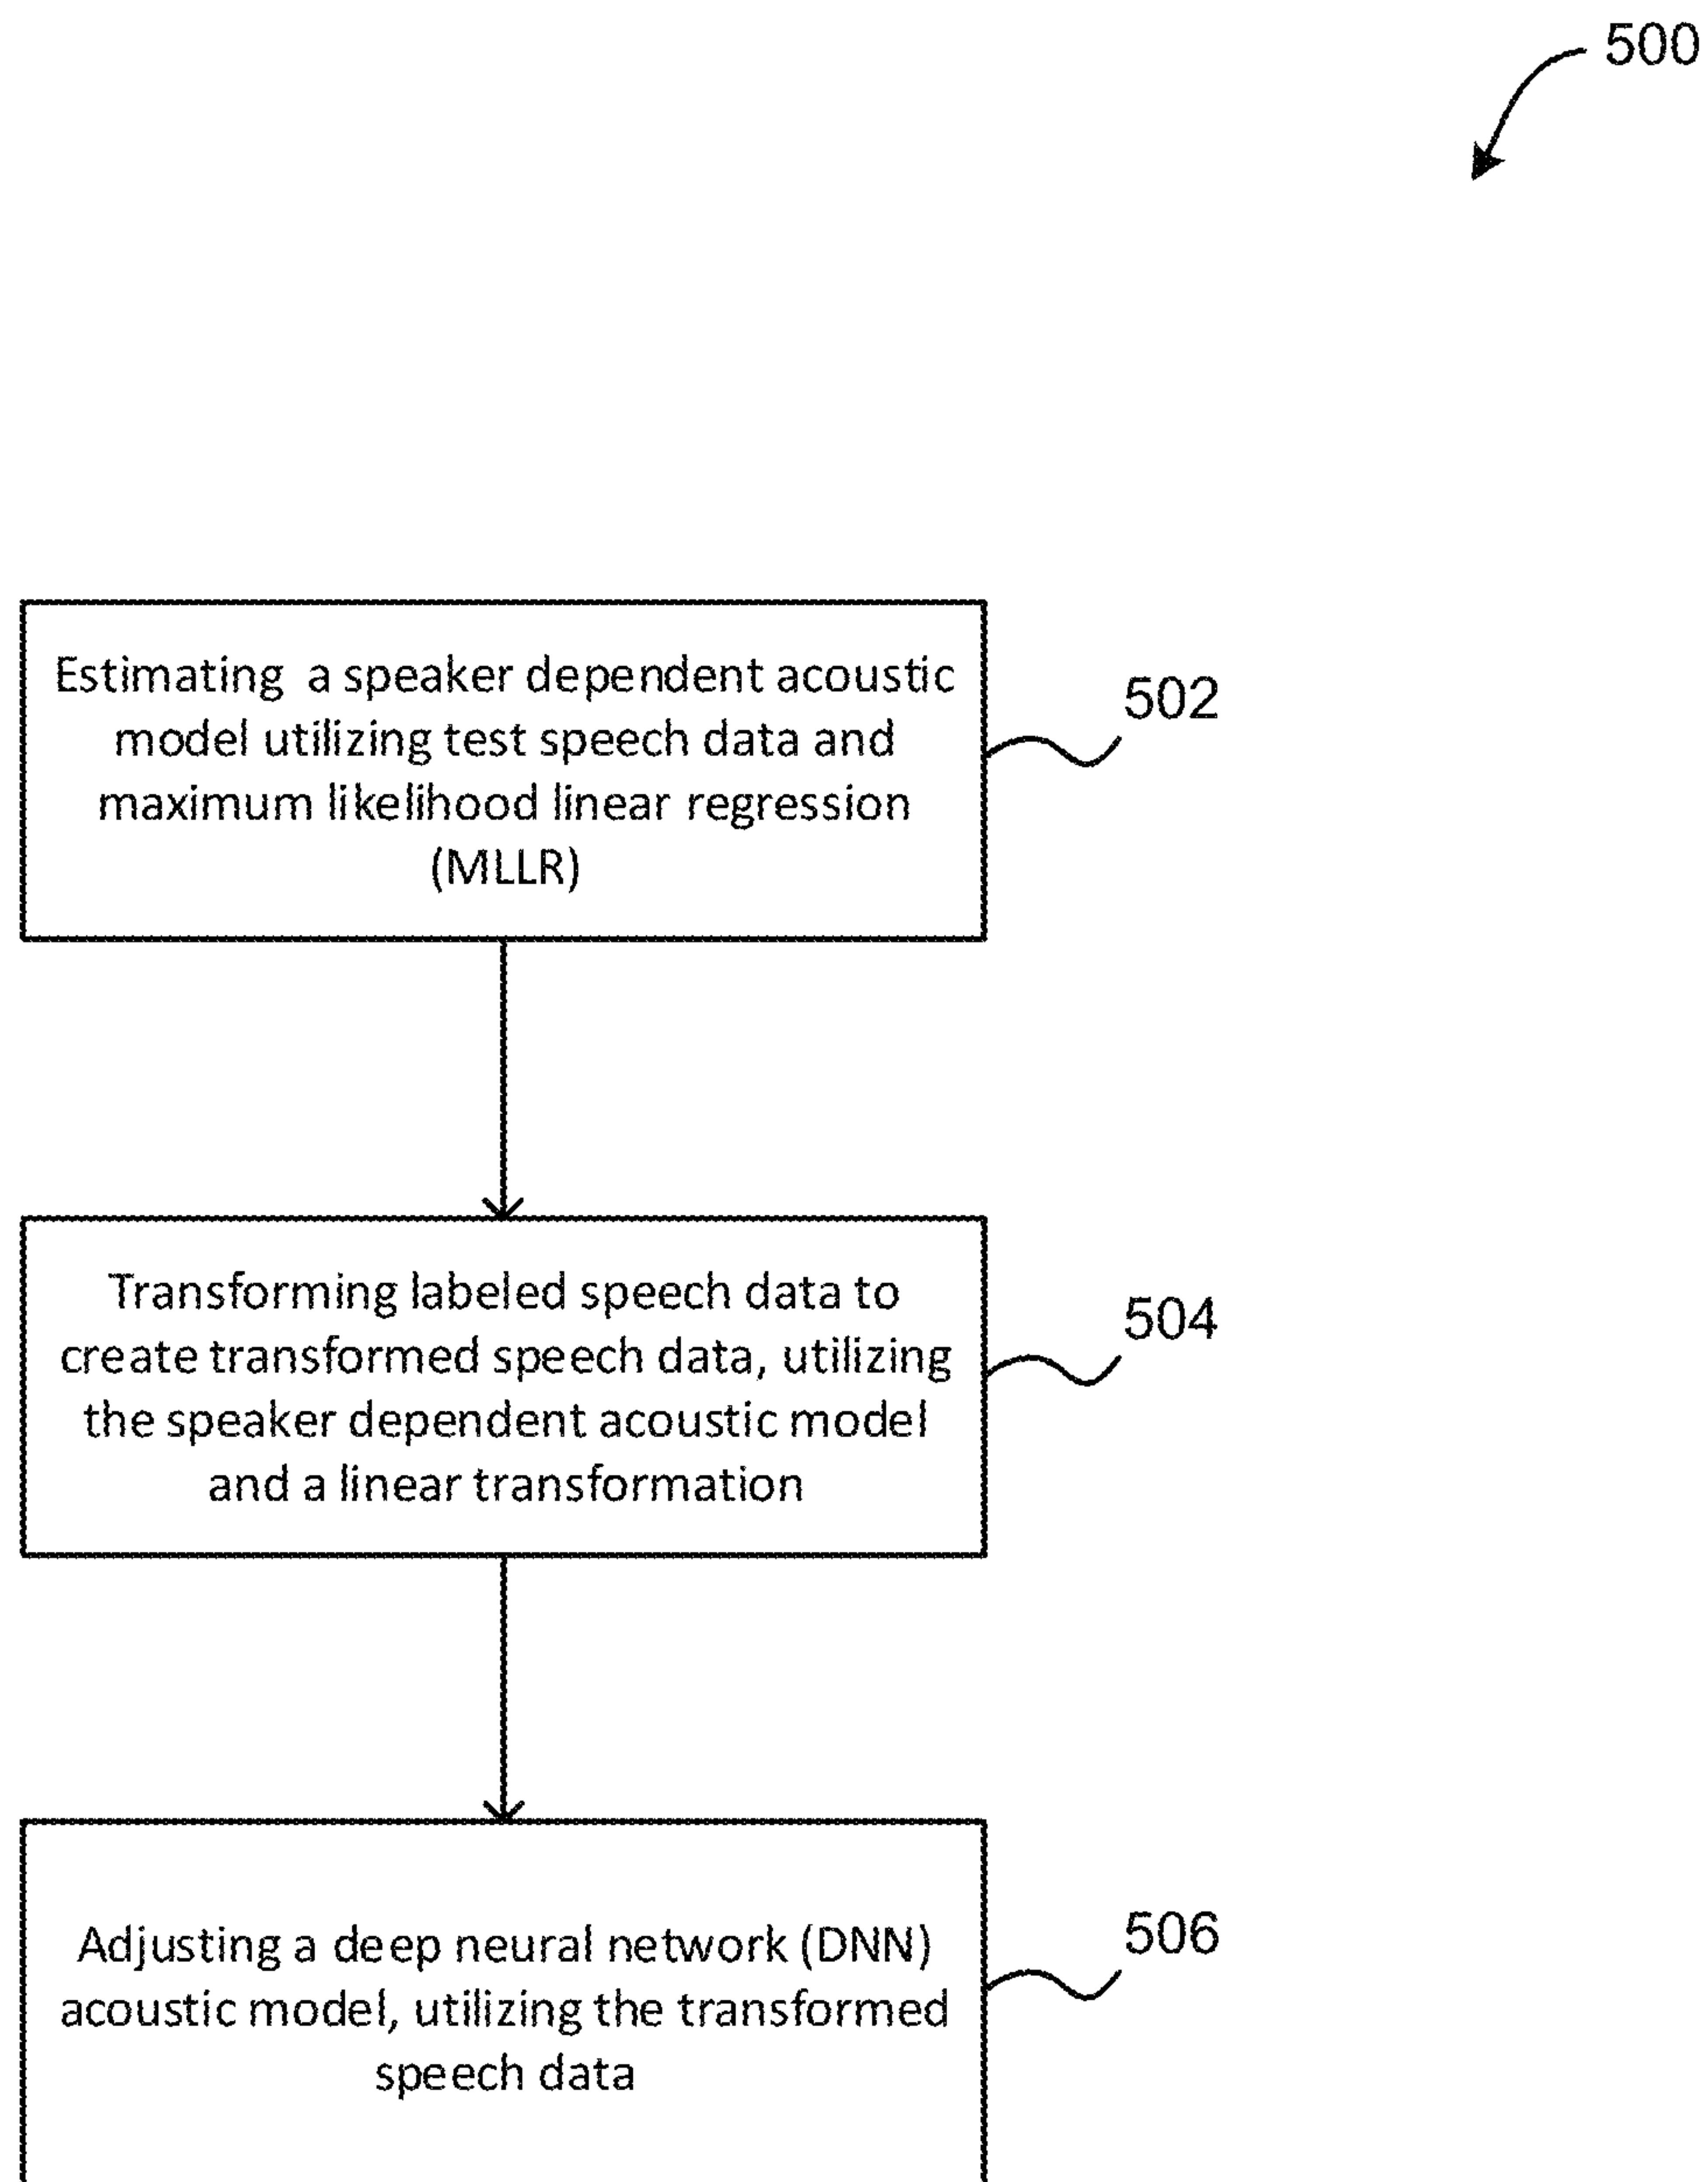 500
Estimating a speaker dependent acoustic
model utilizing test speech data and
maximum likelihood linear regression
(MLLR)
502
Transforming labeled speech data to
create transformed speech data, utilizing
the speaker dependent acoustic model
and a linear transformation
504
Adjusting a deep neural network (DNN)
acoustic model, utilizing the transformed
speech data
506